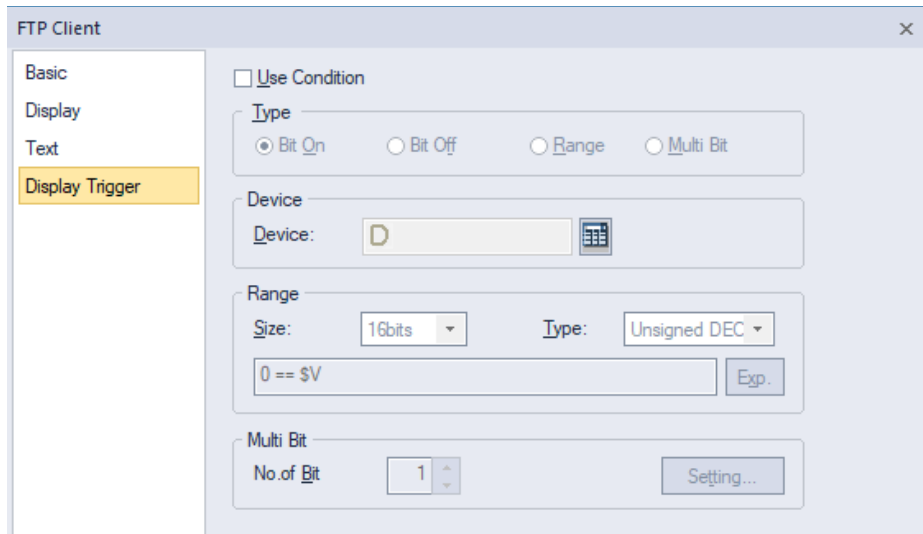 FTP Client
Basic
Display
Text
Display Trigger
Use Condition
Type
Bit On
Bit Off
Range
Multi Bit
Device
Device:
D
Range
Size:
16bits
Type:
Unsigned DEC
0 == $V
Exp.
Multi Bit
No.of Bit
1
Setting...